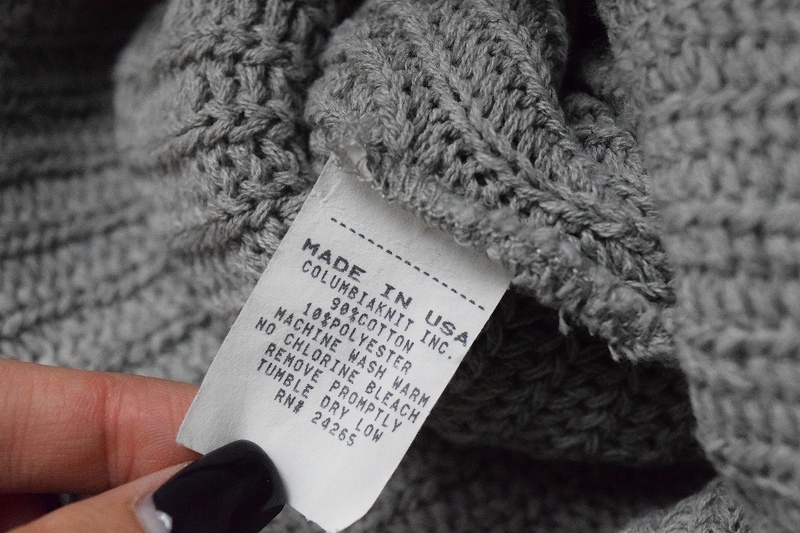 MADE IN USA
COLUMBIAKNIT INC.
90%COTTON
10%POLYESTER
MACHINE WASH WARM
NO CHLORINE BLEACH
REMOVE PROMPTLY
TUMBLE DRY LOW
RN# 24265